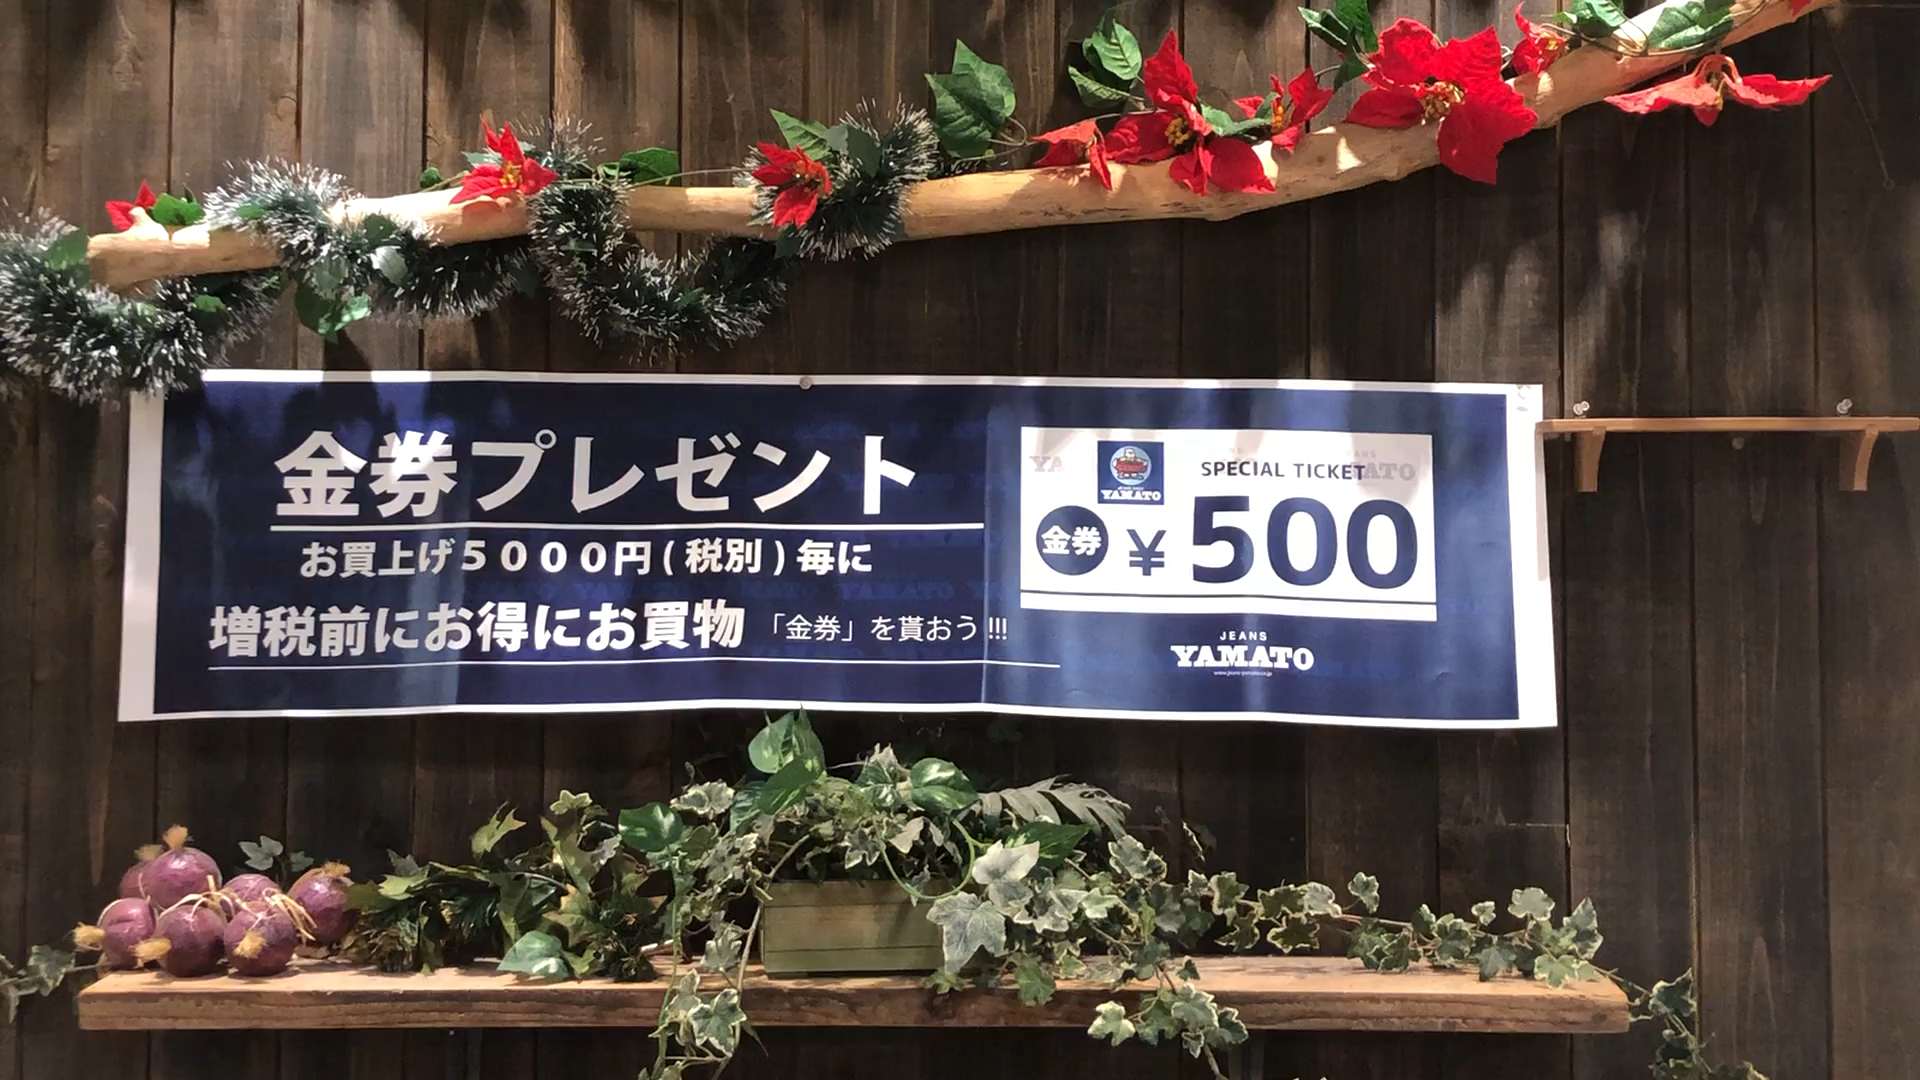 金券プレゼント
お買上げ5000円(税別)毎に
増税前にお得にお買物 「金券」を貰おう!!!
YAMATO
SPECIAL TICKET
金券 ¥500
JEANS
YAMATO